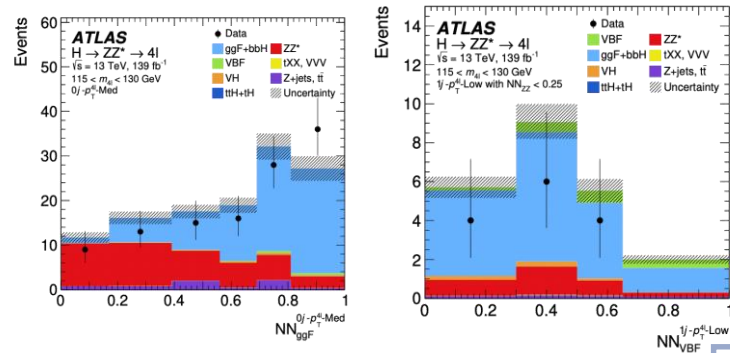 Events
60
50
40
30
20
10
0
ATLAS
H → ZZ* → 4l
√s = 13 TeV, 139 fb⁻¹
115 < m₄ₗ < 130 GeV
0j-p_T^4l-Med
Data
ggF+bbH
ZZ*
VBF
tXX, VVV
VH
Z+jets, tt̄
ttH+tH
Uncertainty
0 0.2 0.4 0.6 0.8 1
NN_ggF^0j-p_T^4l-Med
Events
14
12
10
8
6
4
2
0
ATLAS
H → ZZ* → 4l
√s = 13 TeV, 139 fb⁻¹
115 < m₄ₗ < 130 GeV
1j-p_T^4l-Low with NN_ZZ < 0.25
Data
VBF
ZZ*
ggF+bbH
tXX, VVV
VH
Z+jets, tt̄
ttH+tH
Uncertainty
0 0.2 0.4 0.6 0.8 1
NN_VBF^1j-p_T^4l-Low